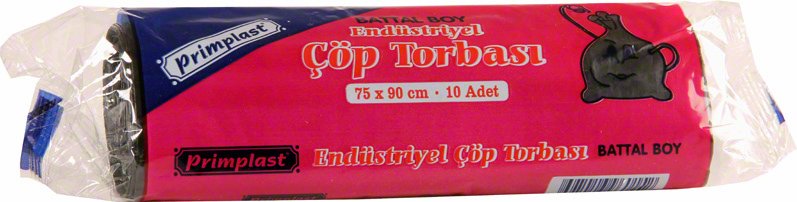 Primplast
BATTAL BOY
Endüstriyel
Çöp Torbası
75 x 90 cm · 10 Adet
Primplast
Endüstriyel Çöp Torbası BATTAL BOY